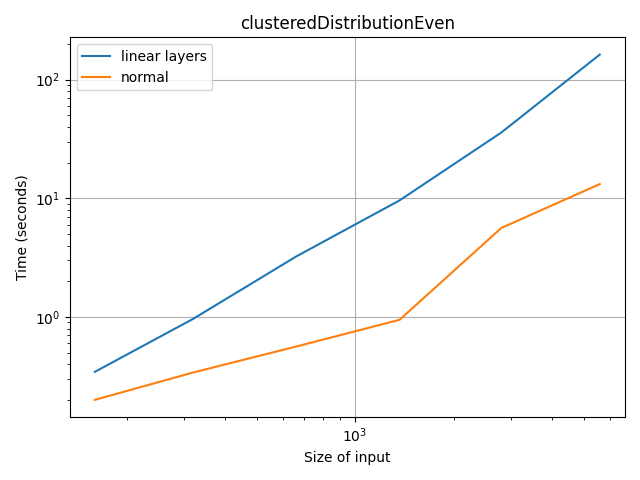 clusteredDistributionEven
linear layers
normal
10²
10¹
10⁰
Time (seconds)
10³
Size of input